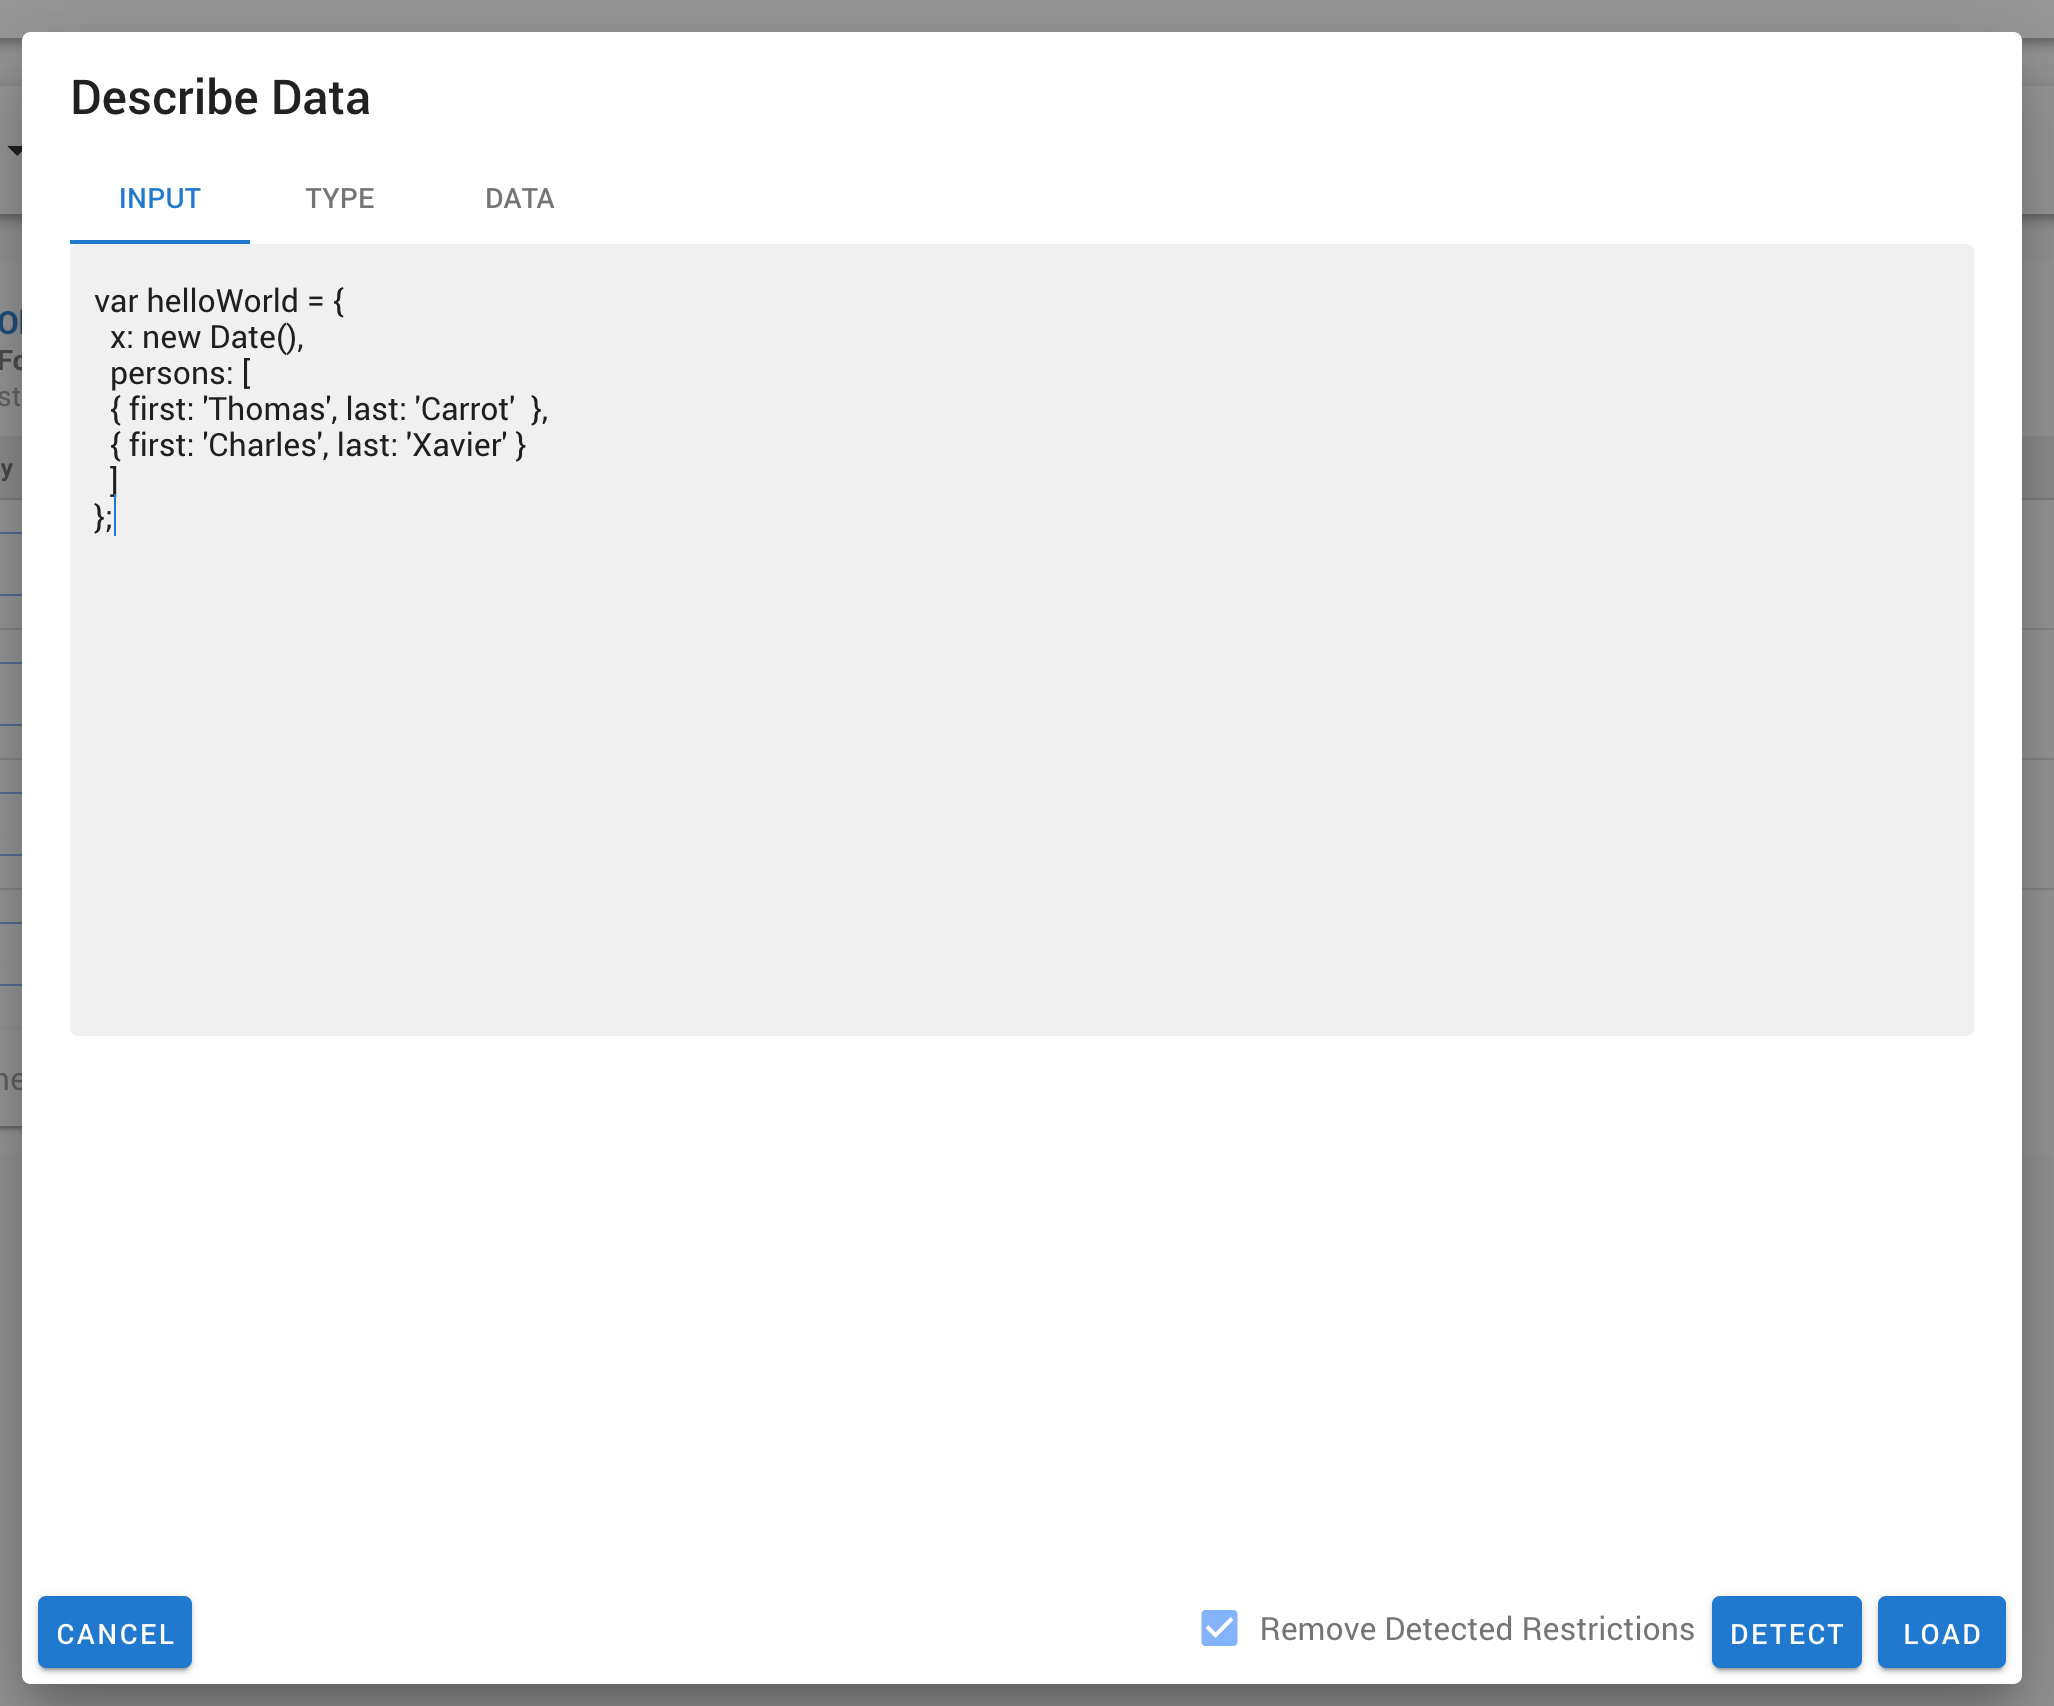 Describe Data
INPUT TYPE DATA
var helloWorld = {
  x: new Date(),
  persons: [
  { first: 'Thomas', last: 'Carrot'  },
  { first: 'Charles', last: 'Xavier' }
  ]
};
CANCEL Remove Detected Restrictions DETECT LOAD